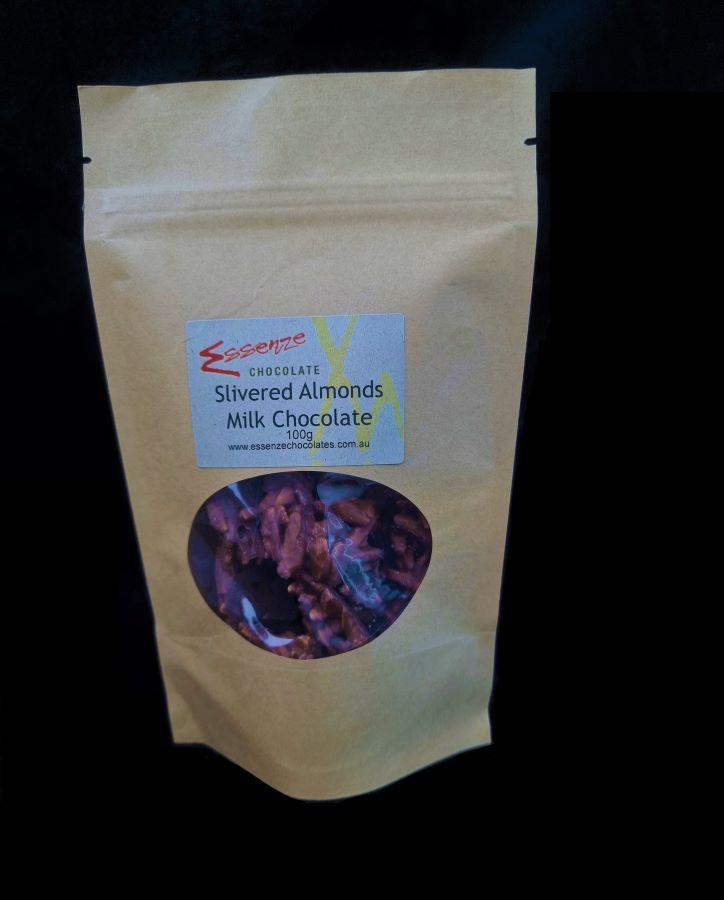 Essenze
CHOCOLATE
Slivered Almonds
Milk Chocolate
100g
www.essenzechocolates.com.au